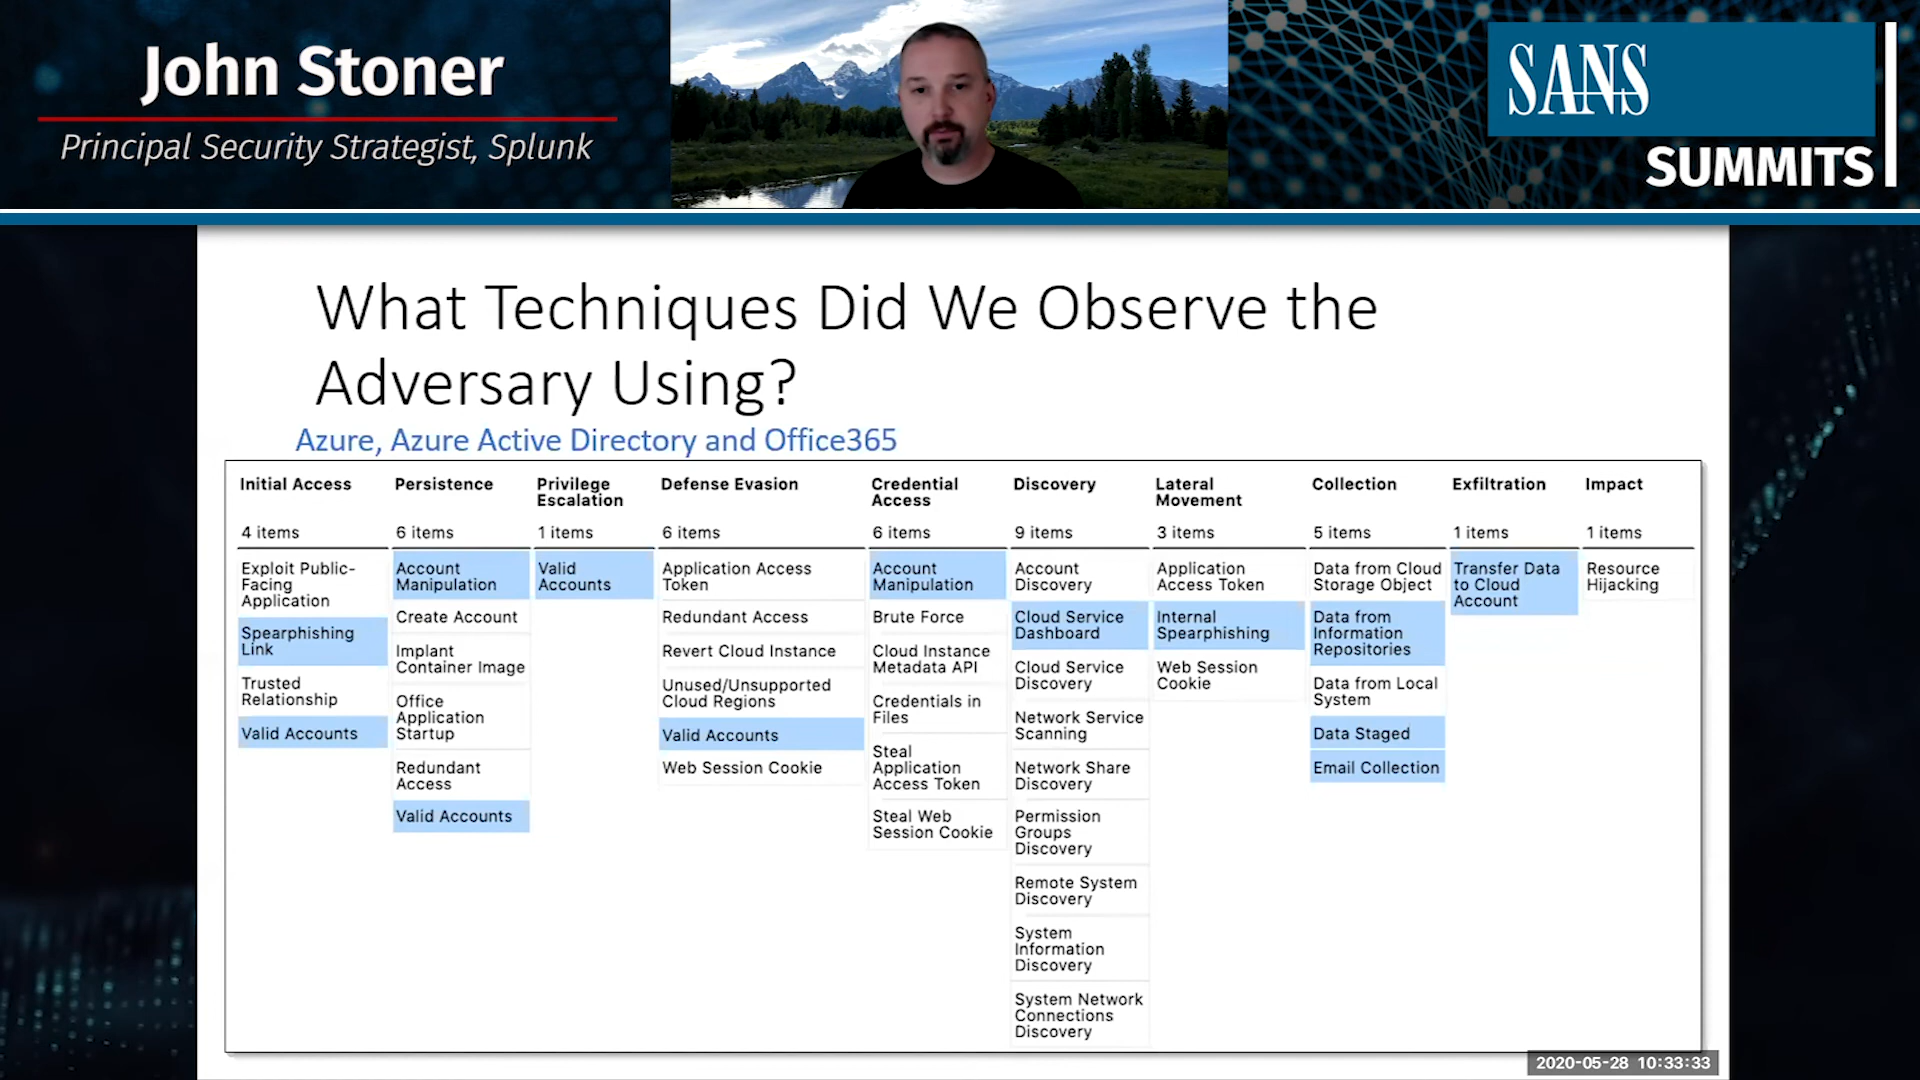 John Stoner
Principal Security Strategist, Splunk
SANS
SUMMITS
What Techniques Did We Observe the
Adversary Using?
Azure, Azure Active Directory and Office365
Initial Access
4 items
Exploit Public-
Facing
Application
Spearphishing
Link
Trusted
Relationship
Valid Accounts
Persistence
6 items
Account
Manipulation
Create Account
Implant
Container Image
Office
Application
Startup
Redundant
Access
Valid Accounts
Privilege
Escalation
1 items
Valid
Accounts
Defense Evasion
6 items
Application Access
Token
Redundant Access
Revert Cloud Instance
Unused/Unsupported
Cloud Regions
Valid Accounts
Web Session Cookie
Credential
Access
6 items
Account
Manipulation
Brute Force
Cloud Instance
Metadata API
Credentials in
Files
Steal
Application
Access Token
Steal Web
Session Cookie
Discovery
9 items
Account
Discovery
Cloud Service
Dashboard
Cloud Service
Discovery
Network Service
Scanning
Network Share
Discovery
Permission
Groups
Discovery
Remote System
Discovery
System
Information
Discovery
System Network
Connections
Discovery
Lateral
Movement
3 items
Application
Access Token
Internal
Spearphishing
Web Session
Cookie
Collection
5 items
Data from Cloud
Storage Object
Data from
Information
Repositories
Data from Local
System
Data Staged
Email Collection
Exfiltration
1 items
Transfer Data
to Cloud
Account
Impact
1 items
Resource
Hijacking
2020-05-28 10:33:33